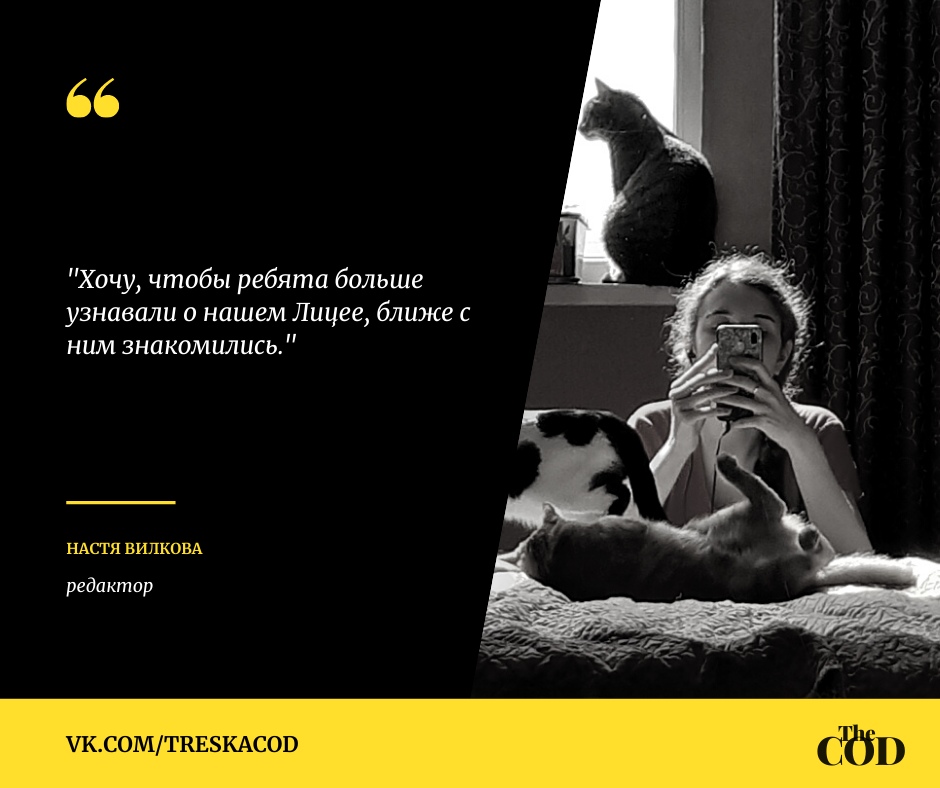 "Хочу, чтобы ребята больше
узнавали о нашем Лицее, ближе с
ним знакомились."
НАСТЯ ВИЛКОВА
редактор
VK.COM/TRESKACOD
The
COD